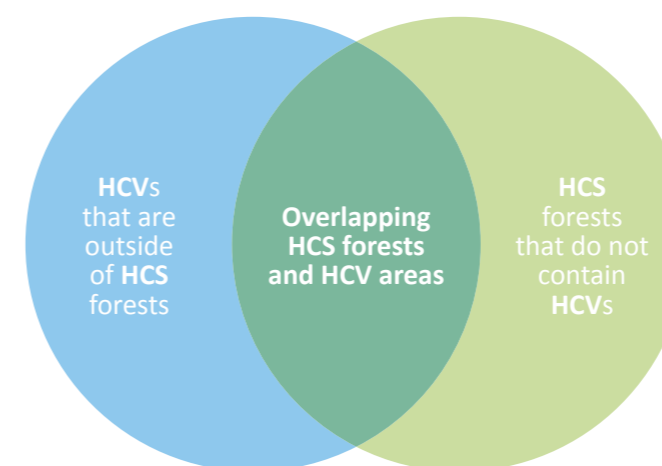 HCVs
that are
outside
of HCS
forests
Overlapping
HCS forests
and HCV areas
HCS
forests
that do not
contain
HCVs